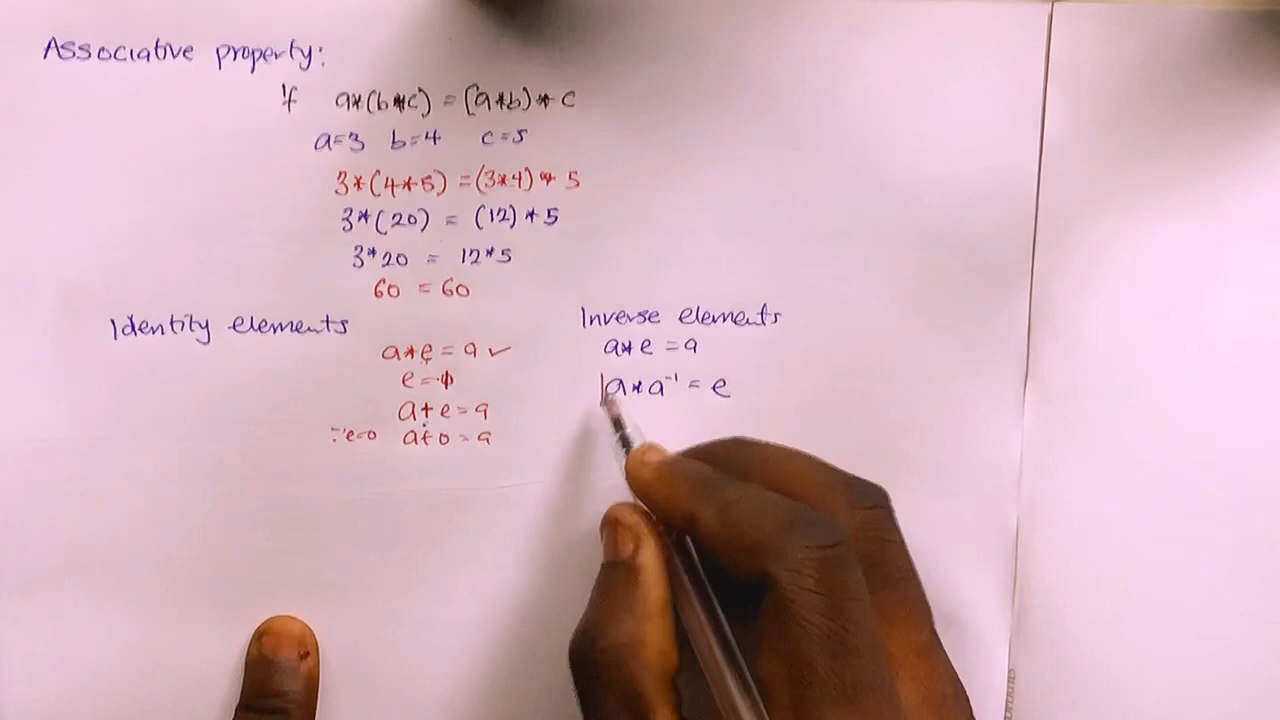 Associative property:
If a*(b*c) = (a*b)*c
a=3 b=4 c=5
3*(4*5) = (3*4)*5
3*(20) = (12)*5
3*20 = 12*5
60 = 60
Identity elements
a*e = a ✓
e=
a+e=a
∵e=0 a+0=a
Inverse elements
a*e = a
a*a⁻¹ = e